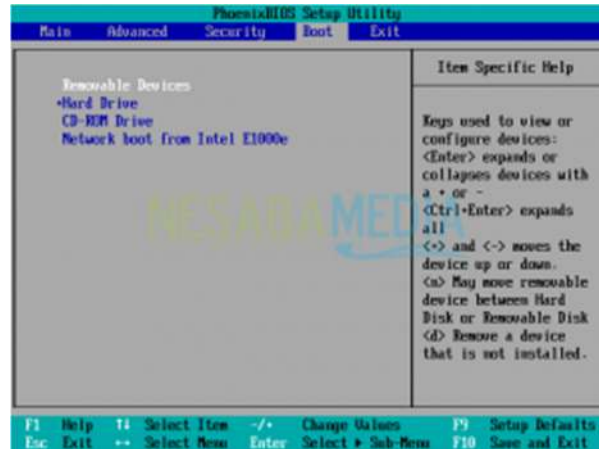 PhoenixBIOS Setup Utility
Main Advanced Security Boot Exit
Item Specific Help
Removable Devices
+Hard Drive
CD-ROM Drive
Network boot from Intel E1000e
Keys used to view or
configure devices:
<Enter> expands or
collapses devices with
a + or -
<Ctrl+Enter> expands
all
<+> and <-> moves the
device up or down.
<n> May move removable
device between Hard
Disk or Removable Disk
<d> Remove a device
that is not installed.
NESABAMEDIA
F1 Help ↑↓ Select Item -/+ Change Values F9 Setup Defaults
Esc Exit ↔ Select Menu Enter Select ▶ Sub-Menu F10 Save and Exit